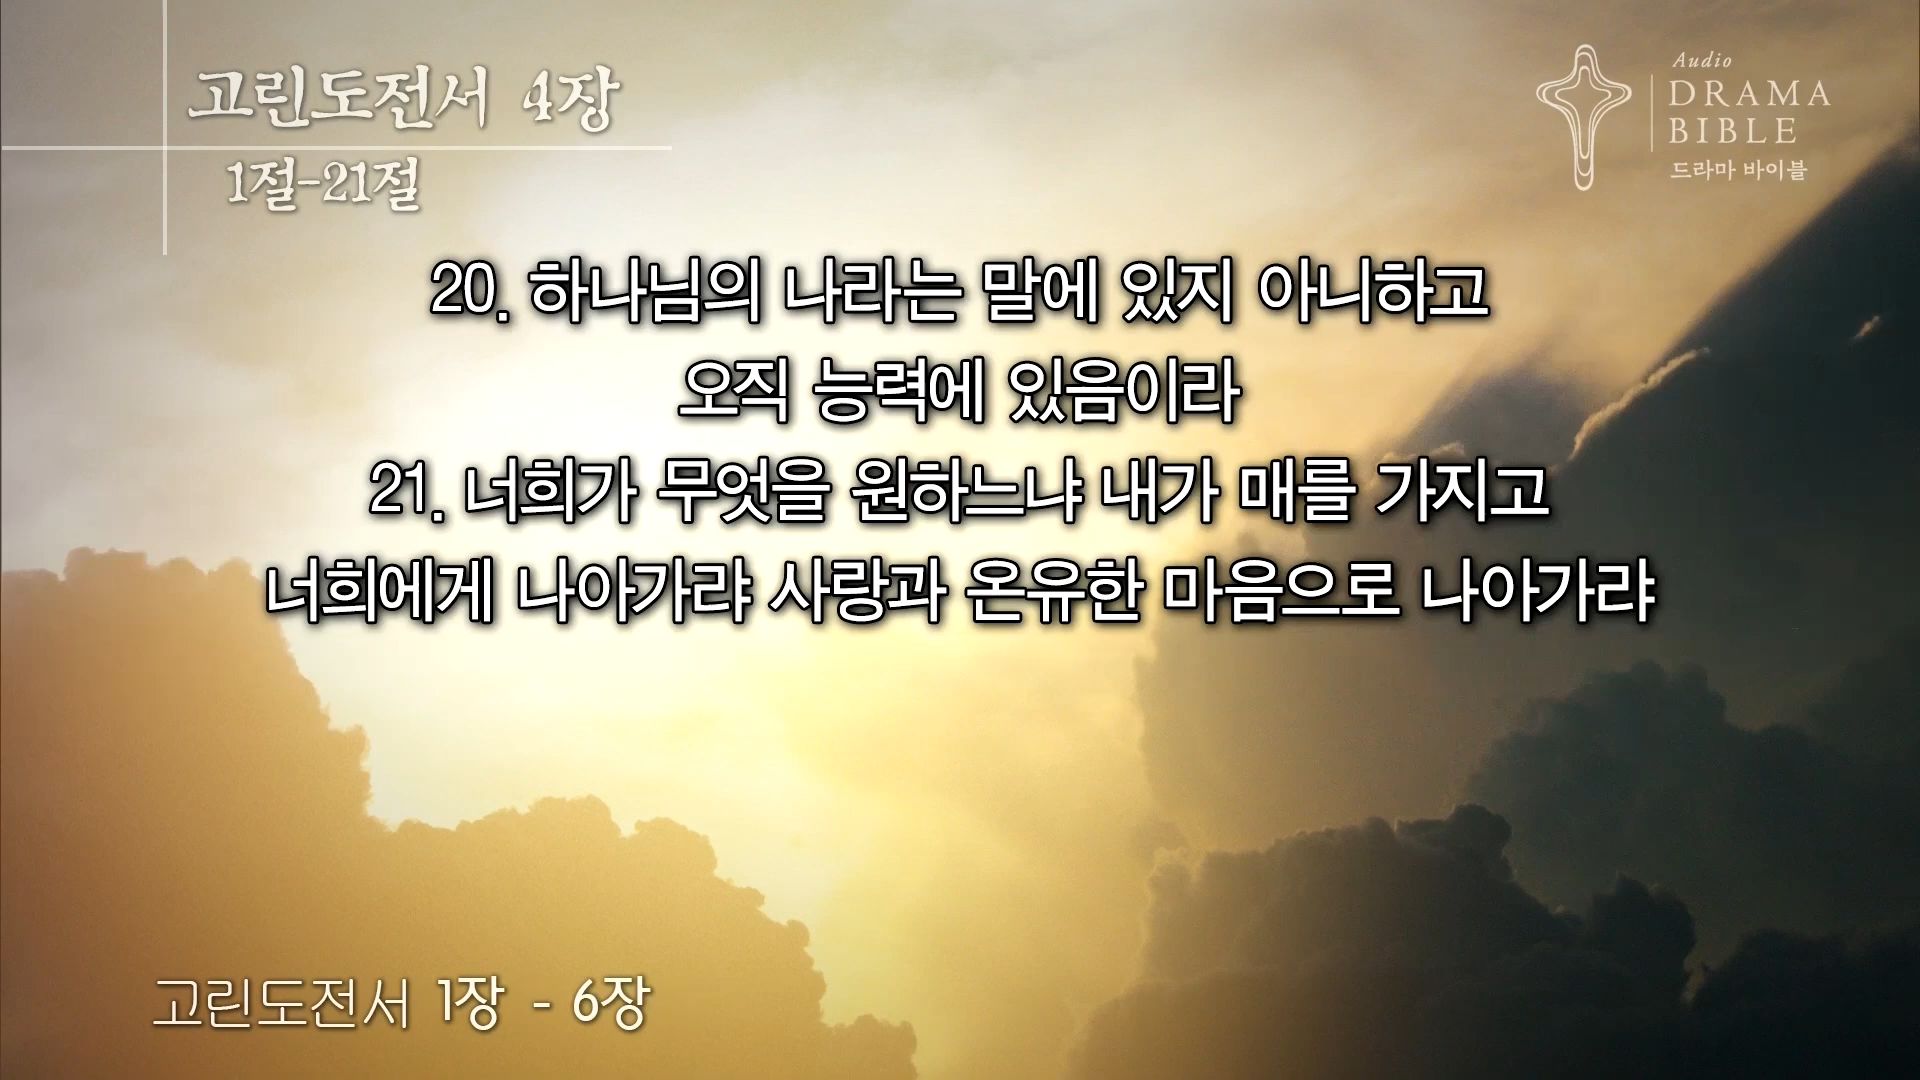 고린도전서 4장
1절-21절
Audio
DRAMA
BIBLE
드라마 바이블
20. 하나님의 나라는 말에 있지 아니하고
오직 능력에 있음이라
21. 너희가 무엇을 원하느냐 내가 매를 가지고
너희에게 나아가랴 사랑과 온유한 마음으로 나아가랴
고린도전서 1장 - 6장